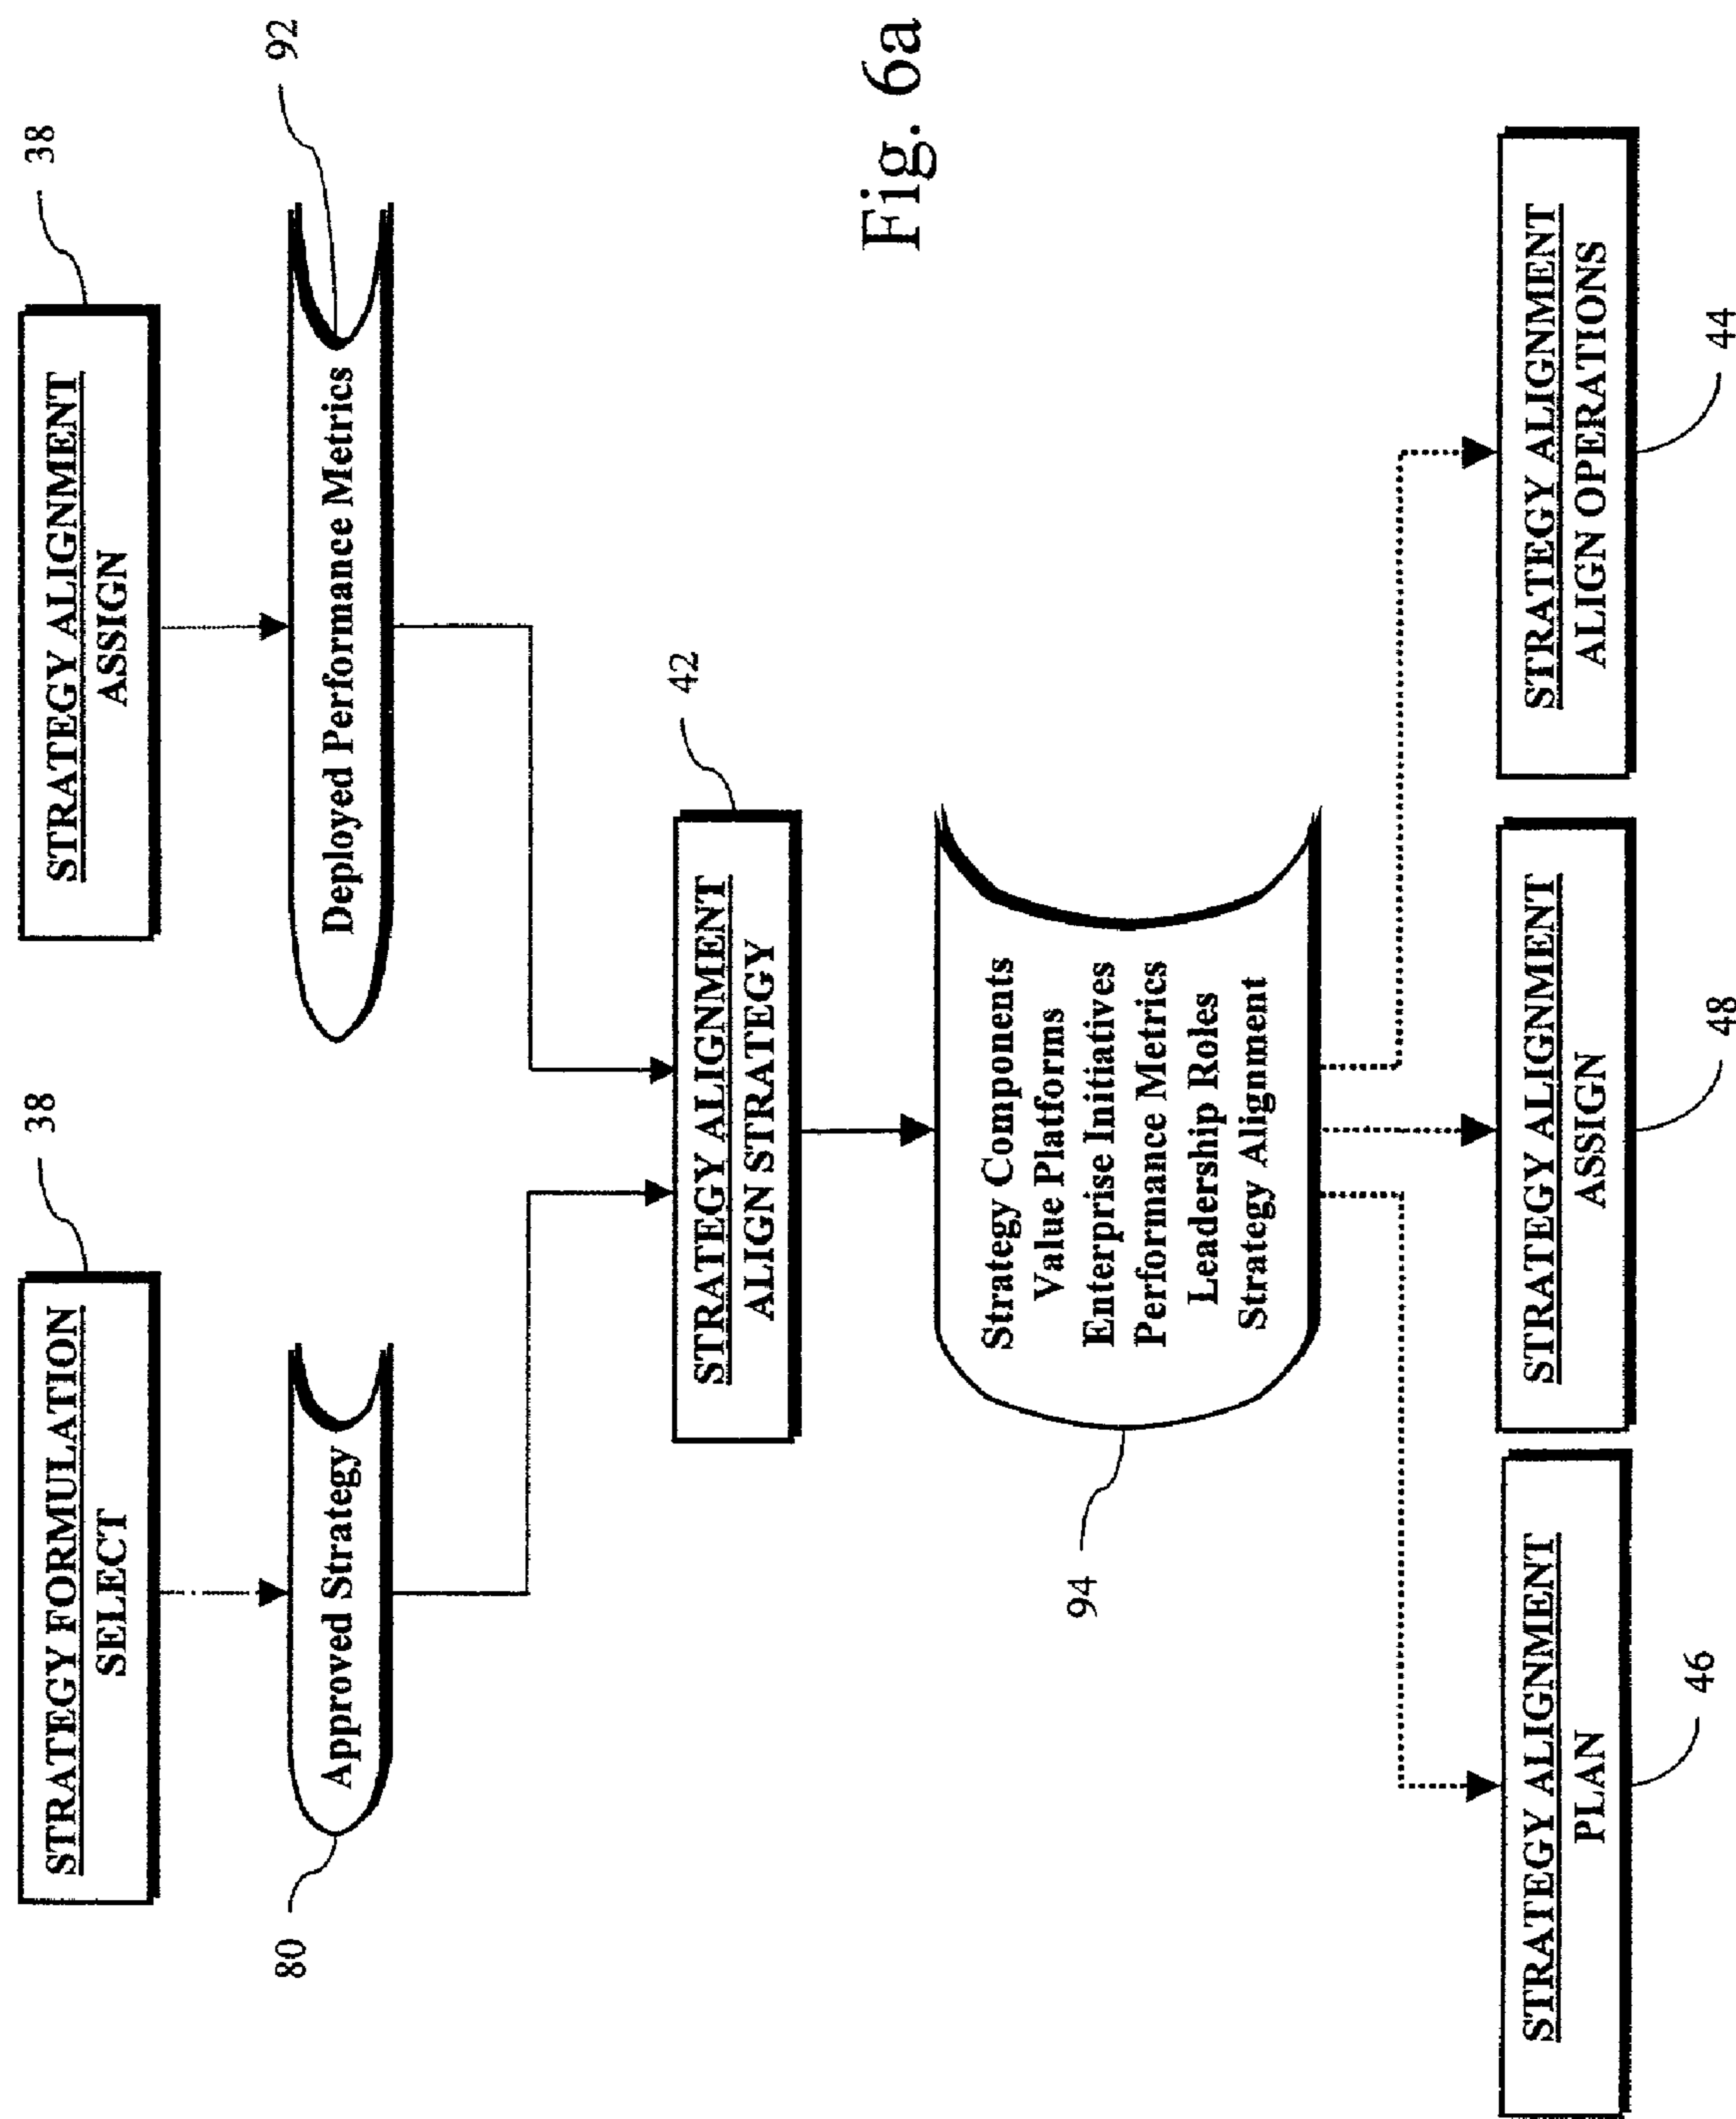 38
STRATEGY FORMULATION
SELECT
38
STRATEGY ALIGNMENT
ASSIGN
80
Approved Strategy
Deployed Performance Metrics
92
42
STRATEGY ALIGNMENT
ALIGN STRATEGY
94
Strategy Components
Value Platforms
Enterprise Initiatives
Performance Metrics
Leadership Roles
Strategy Alignment
Fig. 6a
STRATEGY ALIGNMENT
PLAN
46
STRATEGY ALIGNMENT
ASSIGN
48
STRATEGY ALIGNMENT
ALIGN OPERATIONS
44